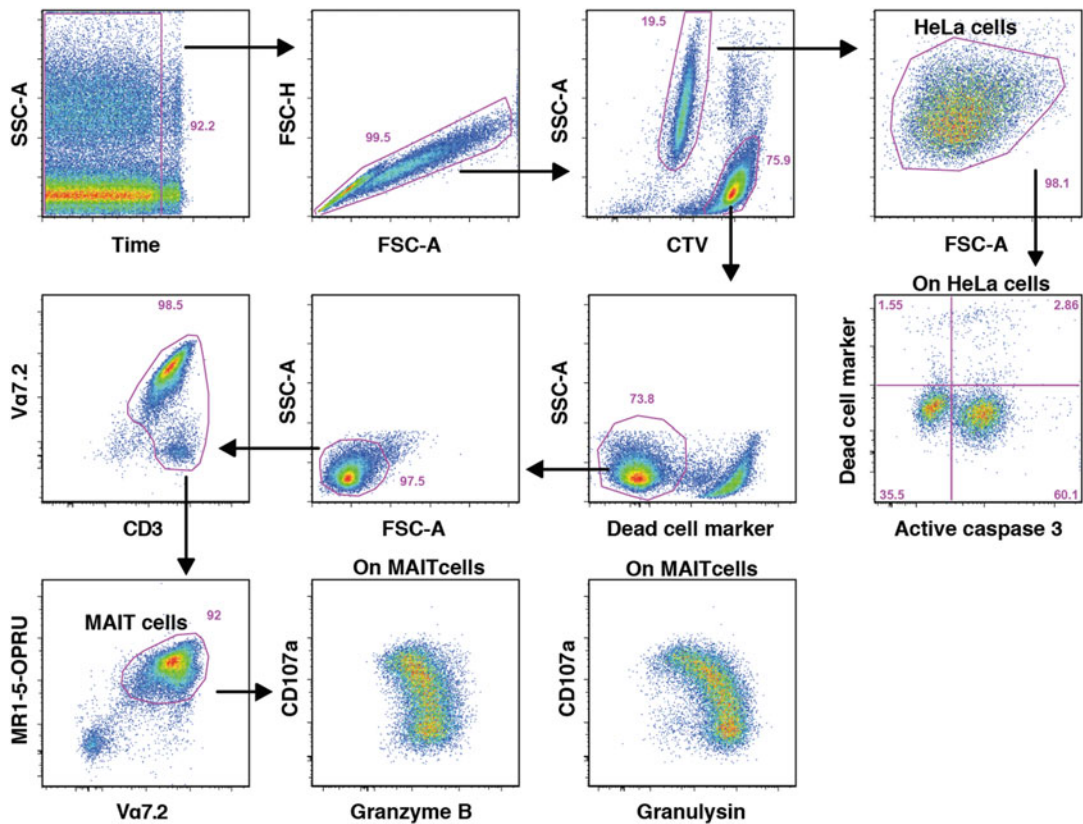 SSC-A
92.2
Time
FSC-H
99.5
FSC-A
SSC-A
19.5
75.9
CTV
HeLa cells
98.1
FSC-A
Vα7.2
98.5
CD3
SSC-A
97.5
FSC-A
SSC-A
73.8
Dead cell marker
On HeLa cells
Dead cell marker
1.55
2.86
35.5
60.1
Active caspase 3
MR1-5-OPRU
MAIT cells
92
Vα7.2
On MAITcells
CD107a
Granzyme B
On MAITcells
CD107a
Granulysin